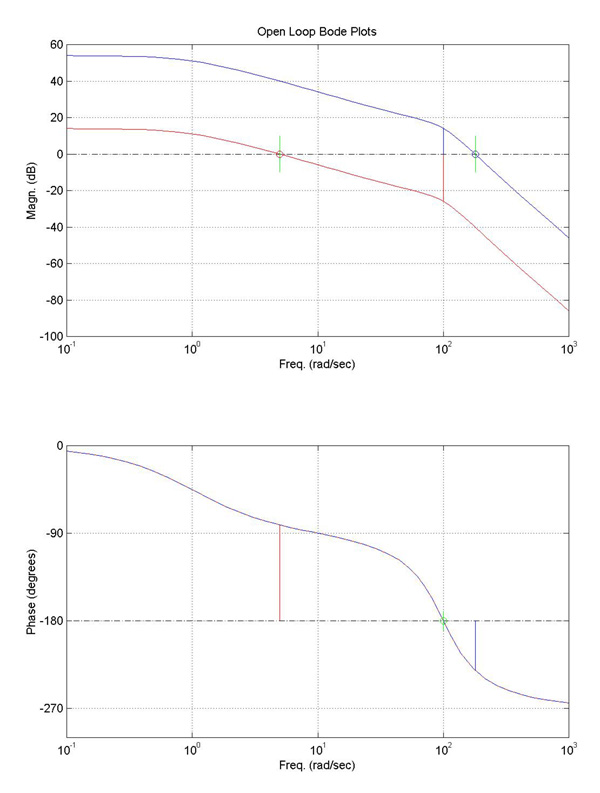 Open Loop Bode Plots
60
40
20
0
-20
-40
-60
-80
-100
Magn. (dB)
10-1 100 101 102 103
Freq. (rad/sec)
0
-90
-180
-270
Phase (degrees)
10-1 100 101 102 103
Freq. (rad/sec)